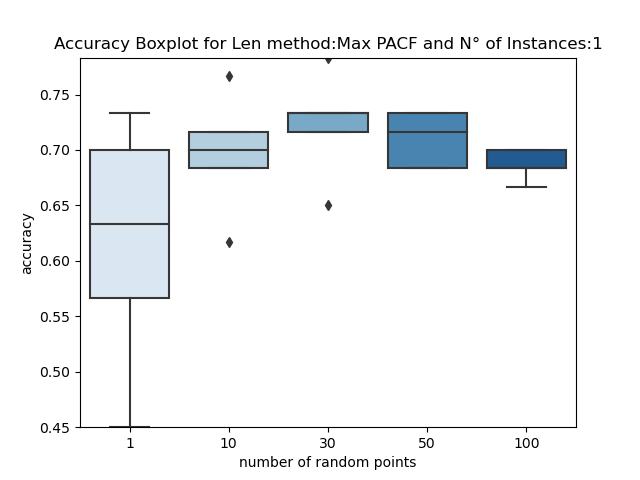 Accuracy Boxplot for Len method:Max PACF and N° of Instances:1
0.75
0.70
0.65
0.60
0.55
0.50
0.45
accuracy
1 10 30 50 100
number of random points